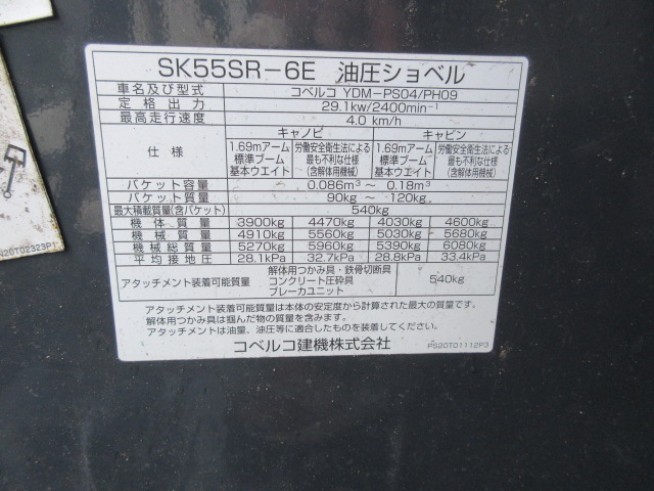 SK55SR-6E 油圧ショベル
車名及び型式 コベルコ YDM-PS04/PH09
定格出力 29.1kw/2400min⁻¹
最高走行速度 4.0 km/h
仕様 キャノピ キャビン
1.69mアーム 労働安全衛生法による 1.69mアーム 労働安全衛生法による
標準ブーム 最も不利な仕様 標準ブーム 最も不利な仕様
基本ウエイト (含解体用機械) 基本ウエイト (含解体用機械)
バケット容量 0.086m³ ～ 0.18m³
バケット質量 90kg ～ 120kg
最大積載質量(含バケット) 540kg
機体質量 3900kg 4470kg 4030kg 4600kg
機械質量 4910kg 5560kg 5030kg 5680kg
機械総質量 5270kg 5960kg 5390kg 6080kg
平均接地圧 28.1kPa 32.7kPa 28.8kPa 33.4kPa
アタッチメント装着可能質量 解体用つかみ具・鉄骨切断具 540kg
コンクリート圧砕具
ブレーカユニット
アタッチメント装着可能質量は本体の安定度から計算された最大の質量です。
解体用つかみ具は掴んだ物の質量を含みます。
アタッチメントは油量、油圧等に適合したものを装着してください。
コベルコ建機株式会社 PS20T01112P3
N20T02323P1